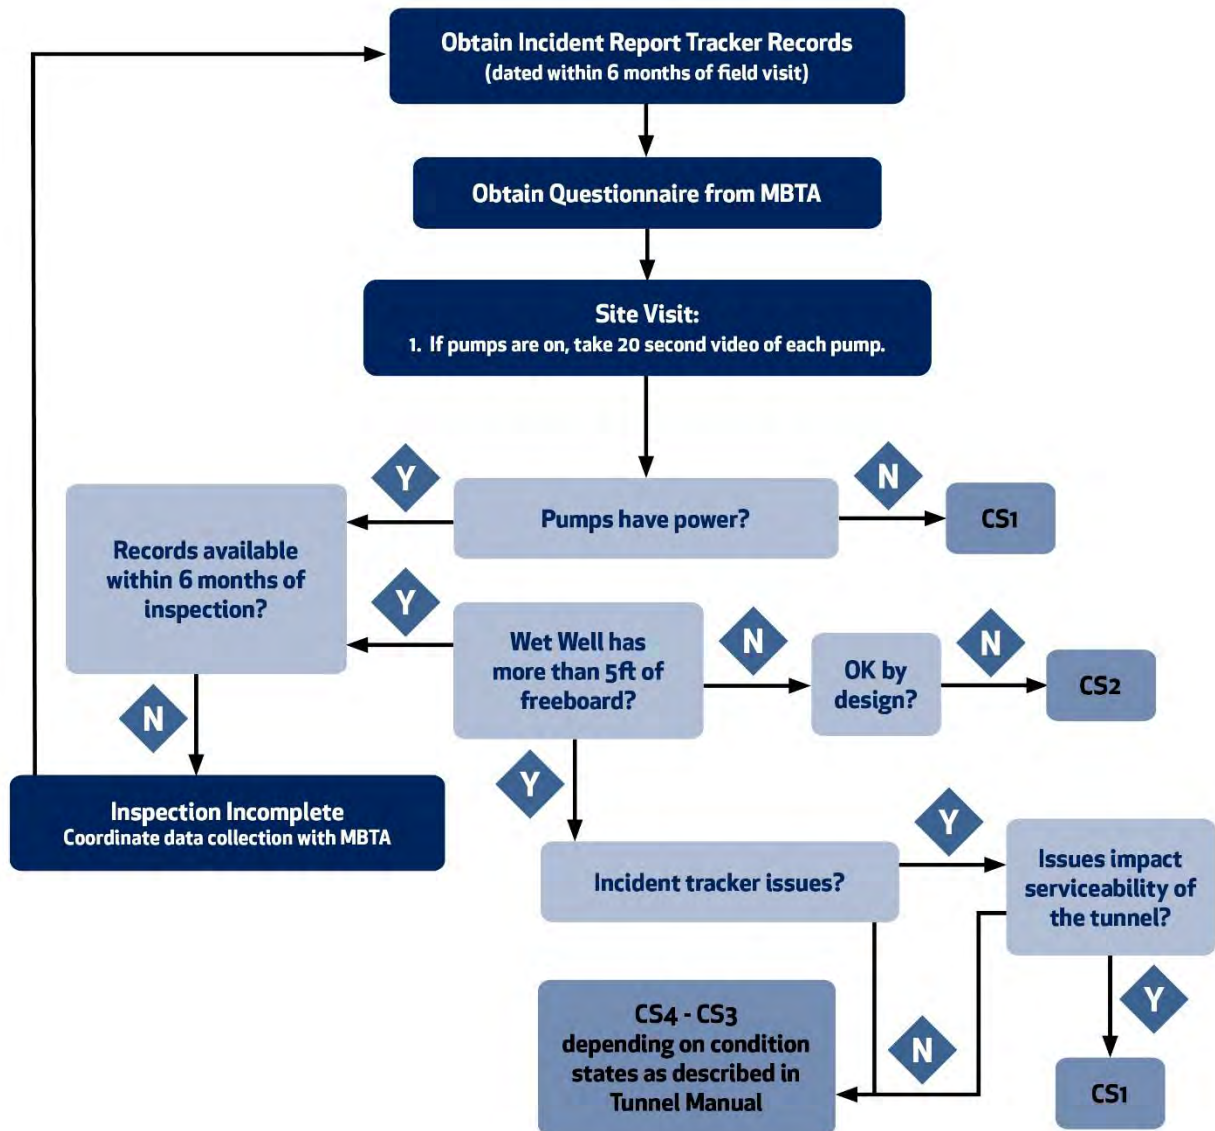 Obtain Incident Report Tracker Records
(dated within 6 months of field visit)
Obtain Questionnaire from MBTA
Site Visit:
1. If pumps are on, take 20 second video of each pump.
Y
N
Pumps have power?
CS1
Records available
within 6 months of
inspection?
Y
Wet Well has
more than 5ft of
freeboard?
N
OK by
design?
N
CS2
N
Y
Inspection Incomplete
Coordinate data collection with MBTA
Incident tracker issues?
Y
Issues impact
serviceability of
the tunnel?
CS4 - CS3
depending on condition
states as described in
Tunnel Manual
N
Y
CS1